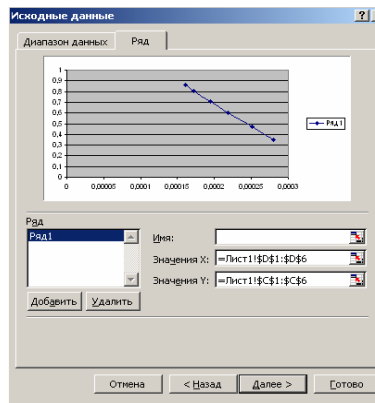 Исходные данные
Диапазон данных Ряд
1
0,9
0,8
0,7
0,6
0,5
0,4
0,3
0,2
0,1
0
0 0,00005 0,0001 0,00015 0,0002 0,00025 0,0003
Ряд1
Ряд
Ряд1
Имя:
Значения X: =Лист1!$D$1:$D$6
Значения Y: =Лист1!$C$1:$C$6
Добавить Удалить
Отмена < Назад Далее > Готово